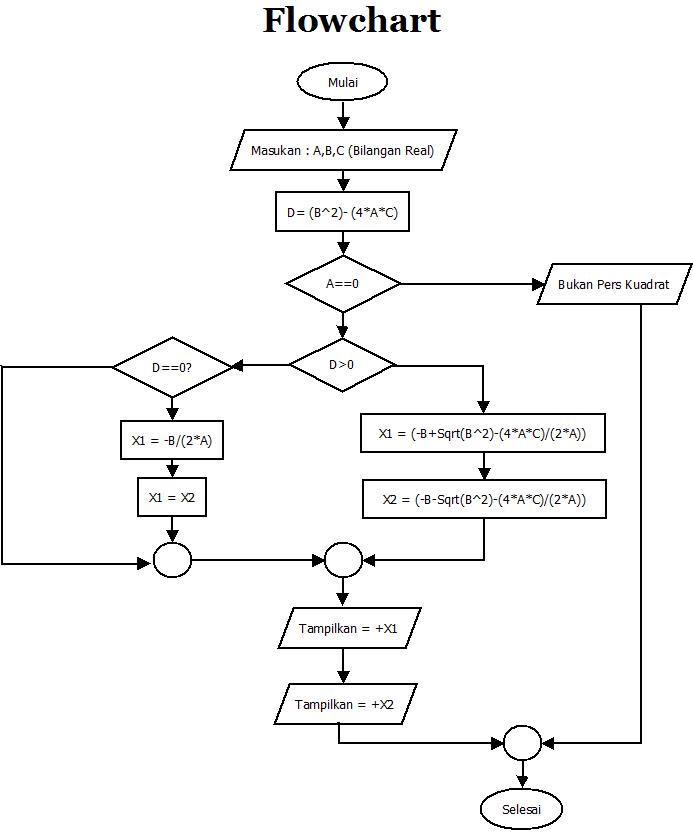 Flowchart
Mulai
Masukan : A,B,C (Bilangan Real)
D= (B^2)- (4*A*C)
A==0
Bukan Pers Kuadrat
D==0?
D>0
X1 = -B/(2*A)
X1 = (-B+Sqrt(B^2)-(4*A*C)/(2*A))
X1 = X2
X2 = (-B-Sqrt(B^2)-(4*A*C)/(2*A))
Tampilkan = +X1
Tampilkan = +X2
Selesai